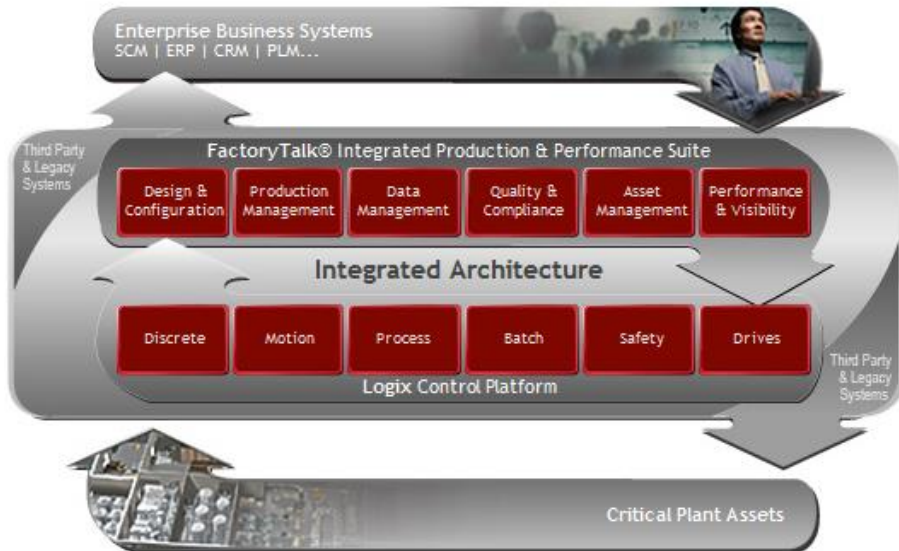 Enterprise Business Systems
SCM | ERP | CRM | PLM...
Third Party
& Legacy
Systems
FactoryTalk® Integrated Production & Performance Suite
Design &
Configuration
Production
Management
Data
Management
Quality &
Compliance
Asset
Management
Performance
& Visibility
Integrated Architecture
Discrete
Motion
Process
Batch
Safety
Drives
Logix Control Platform
Third Party
& Legacy
Systems
Critical Plant Assets